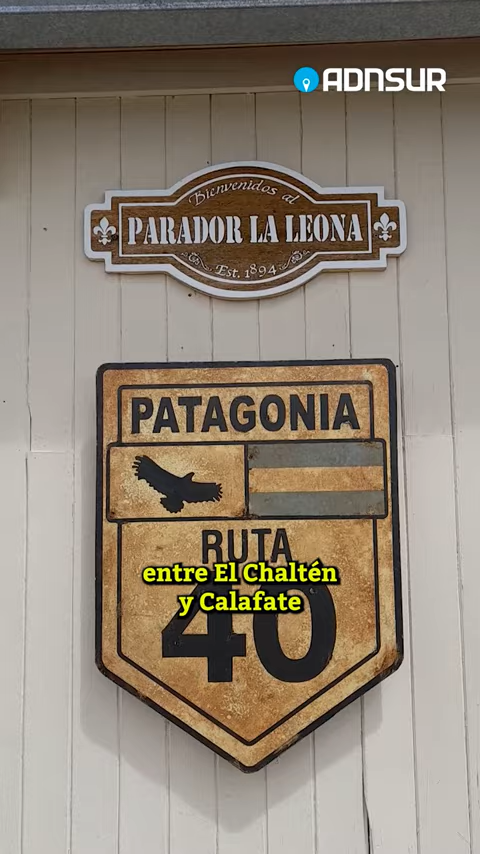 ADNSUR
Bienvenidos al
PARADOR LA LEONA
Est. 1894
PATAGONIA
RUTA
40
entre El Chaltén
y Calafate